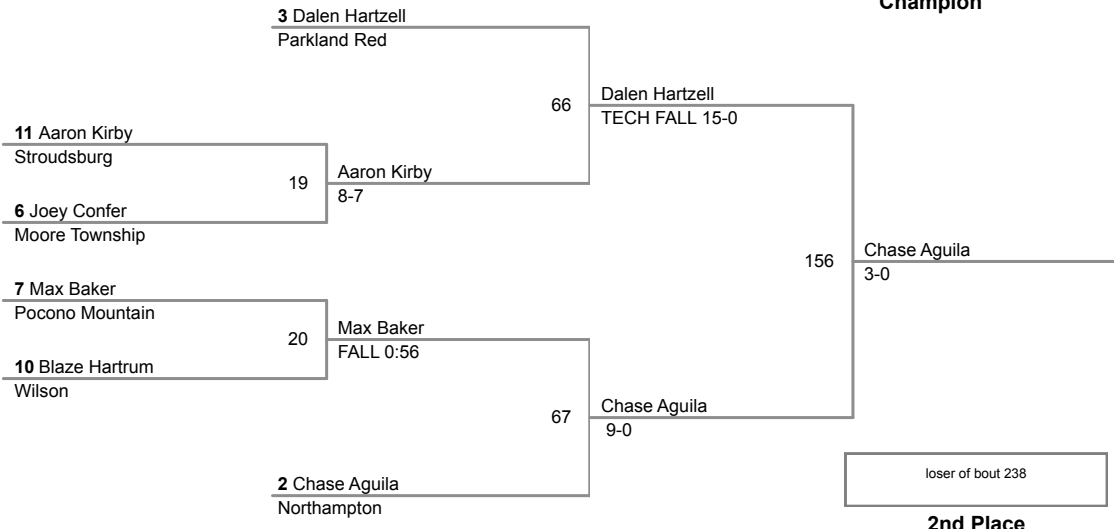 Champion
3 Dalen Hartzell
Parkland Red
66
Dalen Hartzell
TECH FALL 15-0
11 Aaron Kirby
Stroudsburg
19
Aaron Kirby
8-7
6 Joey Confer
Moore Township
156
Chase Aguila
3-0
7 Max Baker
Pocono Mountain
20
Max Baker
FALL 0:56
10 Blaze Hartrum
Wilson
67
Chase Aguila
9-0
2 Chase Aguila
Northampton
loser of bout 238
2nd Place